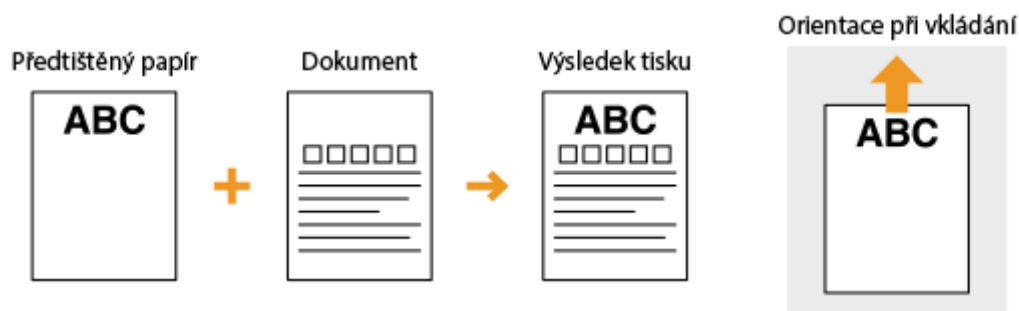 Orientace při vkládání
Předtištěný papír
Dokument
Výsledek tisku
ABC
ABC
ABC